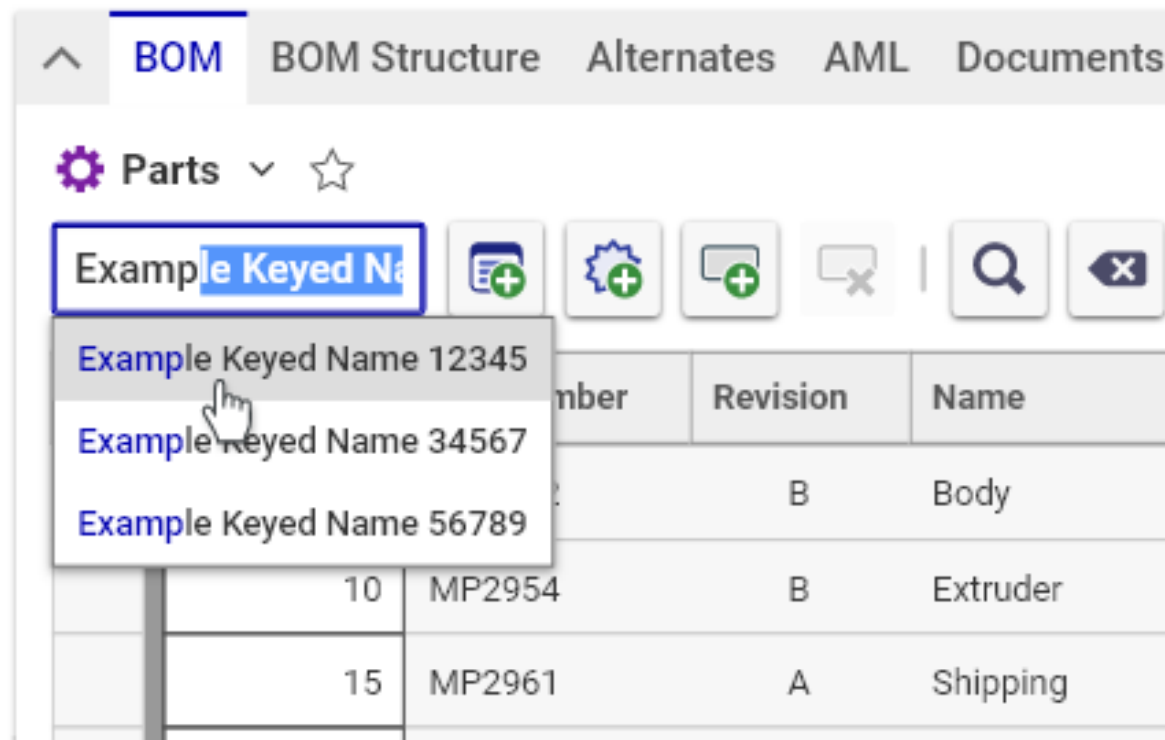 BOM BOM Structure Alternates AML Documents
Parts
Example Keyed Na
Example Keyed Name 12345
Revision Name
Example Keyed Name 34567
B Body
Example Keyed Name 56789
10 MP2954 B Extruder
15 MP2961 A Shipping